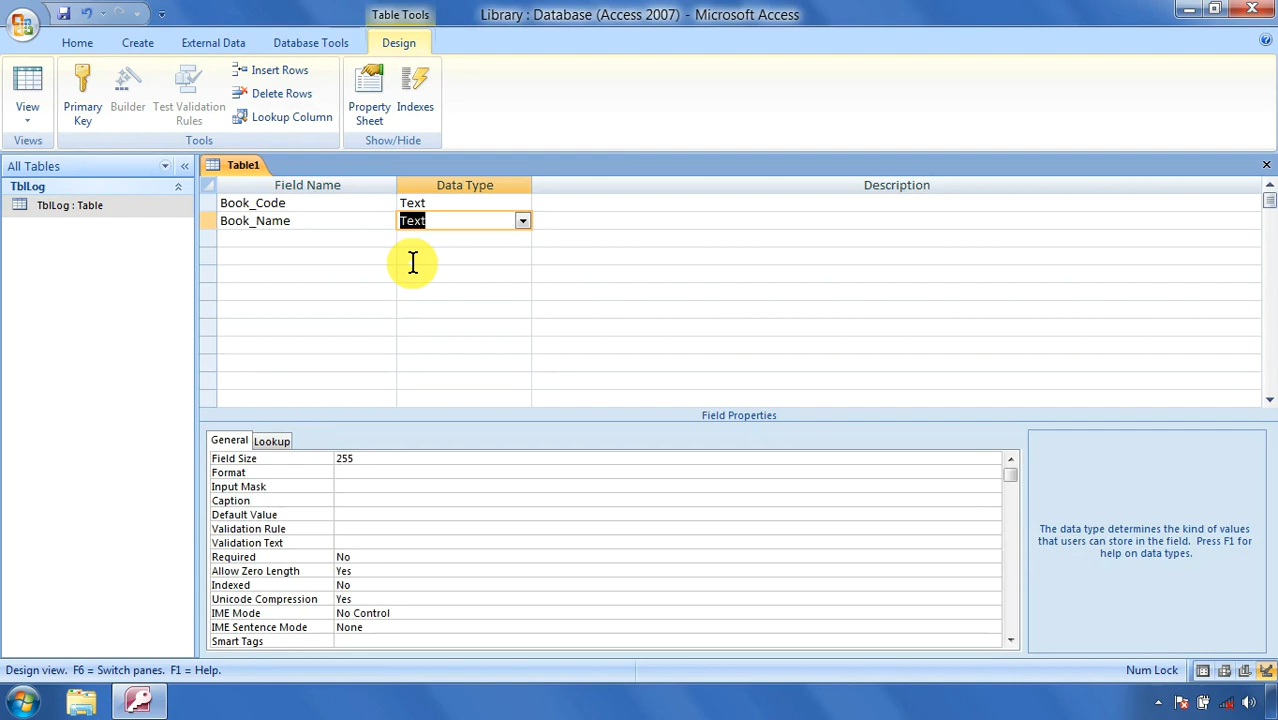 Table Tools
Library : Database (Access 2007) - Microsoft Access
Home
Create
External Data
Database Tools
Design
View
Primary Key
Builder
Test Validation Rules
Insert Rows
Delete Rows
Lookup Column
Property Sheet
Indexes
Views
Tools
Show/Hide
All Tables
TblLog
TblLog : Table
Table1
Field Name
Data Type
Description
Book_Code
Text
Book_Name
Text
Field Properties
General
Lookup
Field Size
255
Format
Input Mask
Caption
Default Value
Validation Rule
Validation Text
Required
No
Allow Zero Length
Yes
Indexed
No
Unicode Compression
Yes
IME Mode
No Control
IME Sentence Mode
None
Smart Tags
The data type determines the kind of values
that users can store in the field. Press F1 for
help on data types.
Design view. F6 = Switch panes. F1 = Help.
Num Lock